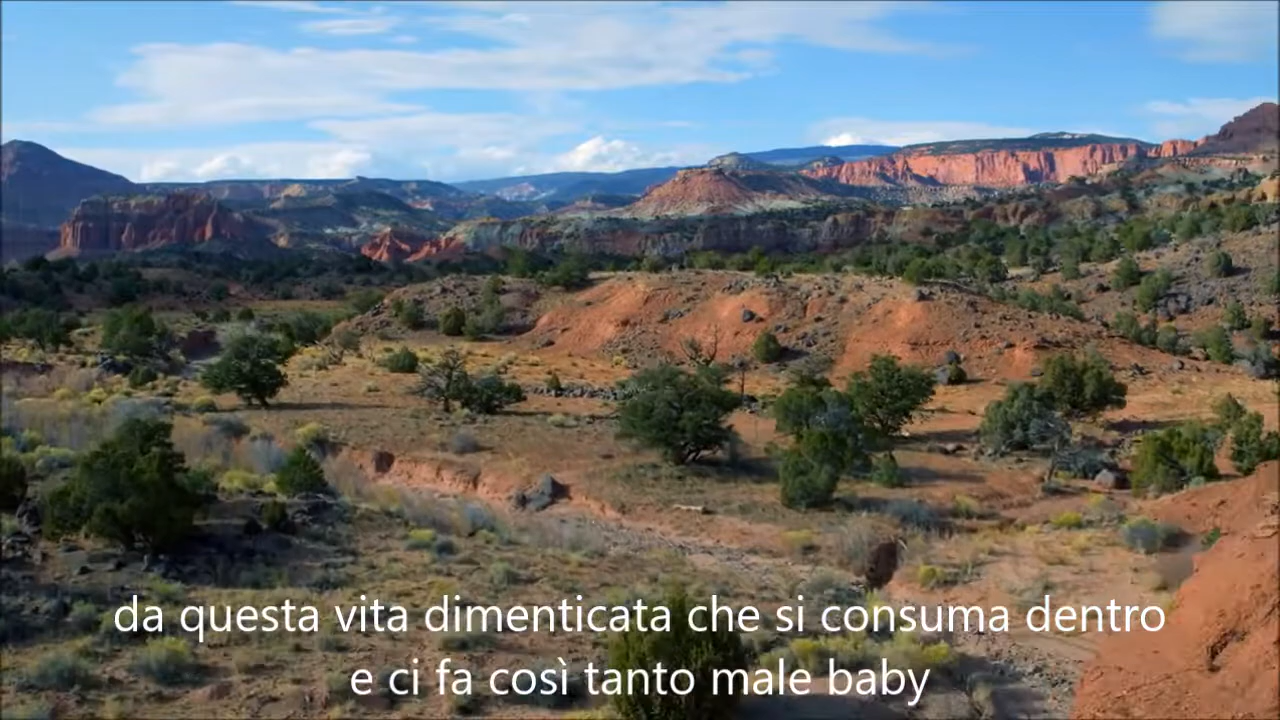 da questa vita dimenticata che si consuma dentro
e ci fa così tanto male baby